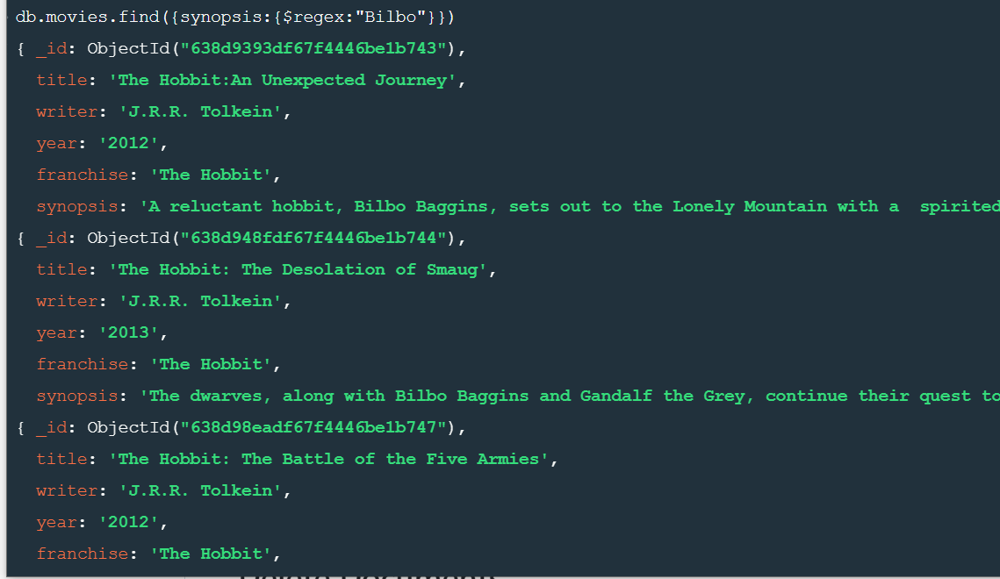 db.movies.find({synopsis:{$regex:"Bilbo"}})
{ _id: ObjectId("638d9393df67f4446be1b743"),
title: 'The Hobbit:An Unexpected Journey',
writer: 'J.R.R. Tolkein',
year: '2012',
franchise: 'The Hobbit',
synopsis: 'A reluctant hobbit, Bilbo Baggins, sets out to the Lonely Mountain with a  spirited
{ _id: ObjectId("638d948fdf67f4446be1b744"),
title: 'The Hobbit: The Desolation of Smaug',
writer: 'J.R.R. Tolkein',
year: '2013',
franchise: 'The Hobbit',
synopsis: 'The dwarves, along with Bilbo Baggins and Gandalf the Grey, continue their quest to
{ _id: ObjectId("638d98eadf67f4446be1b747"),
title: 'The Hobbit: The Battle of the Five Armies',
writer: 'J.R.R. Tolkein',
year: '2012',
franchise: 'The Hobbit',